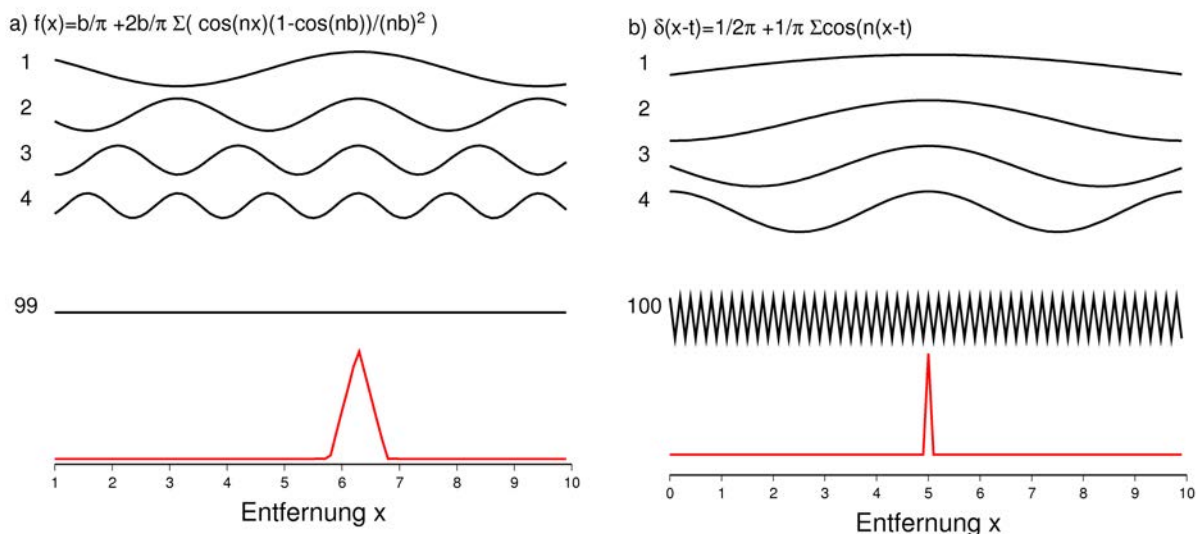 a) f(x)=b/π +2b/π Σ( cos(nx)(1-cos(nb))/(nb)² )
1
2
3
4
99
1 2 3 4 5 6 7 8 9 10
Entfernung x
b) δ(x-t)=1/2π +1/π Σcos(n(x-t)
1
2
3
4
100
0 1 2 3 4 5 6 7 8 9 10
Entfernung x